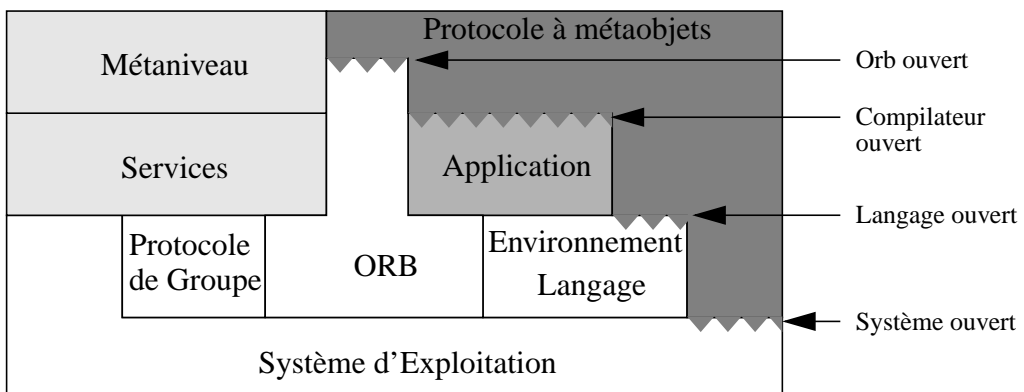 Protocole à métaobjets
Métaniveau
Orb ouvert
Compilateur
ouvert
Services
Application
Langage ouvert
Protocole
de Groupe
ORB
Environnement
Langage
Système ouvert
Système d’Exploitation